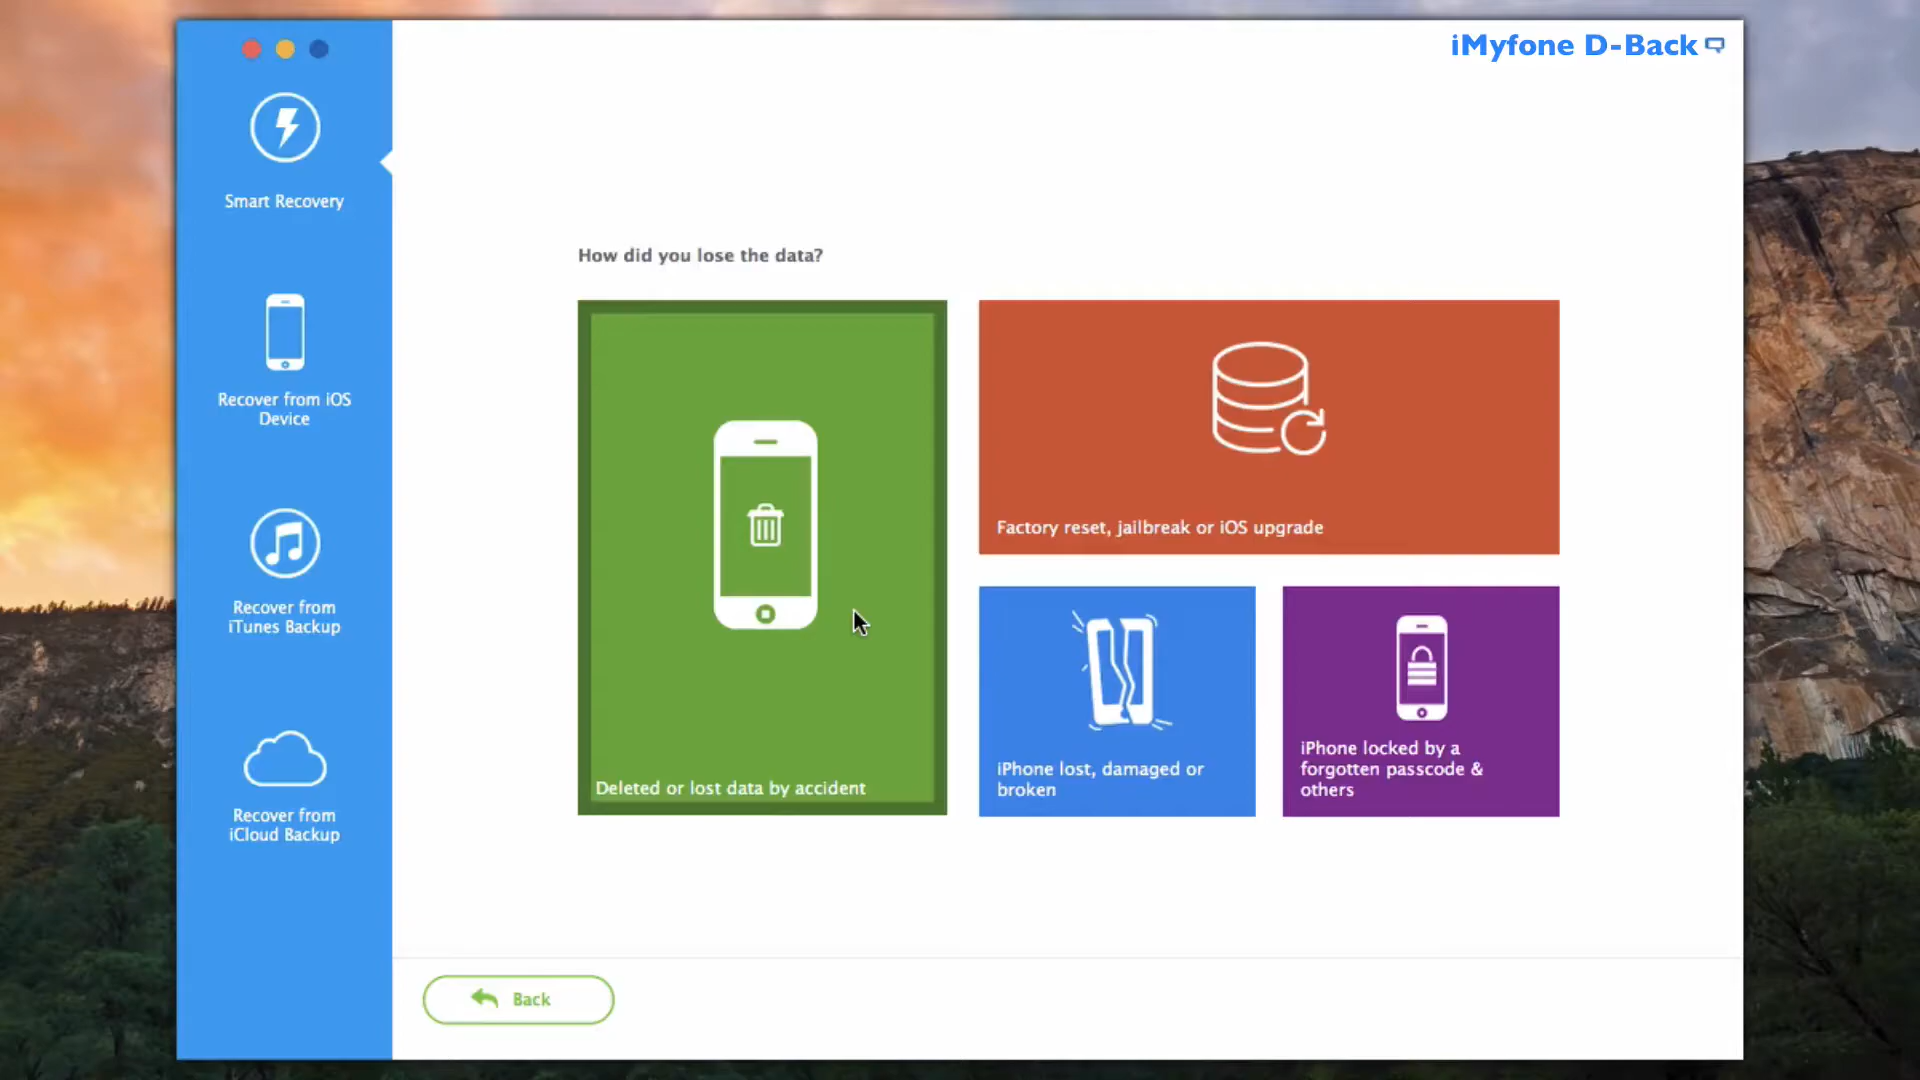 iMyfone D-Back
Smart Recovery
Recover from iOS
Device
Recover from
iTunes Backup
Recover from
iCloud Backup
How did you lose the data?
Deleted or lost data by accident
Factory reset, jailbreak or iOS upgrade
iPhone lost, damaged or
broken
iPhone locked by a
forgotten passcode &
others
Back